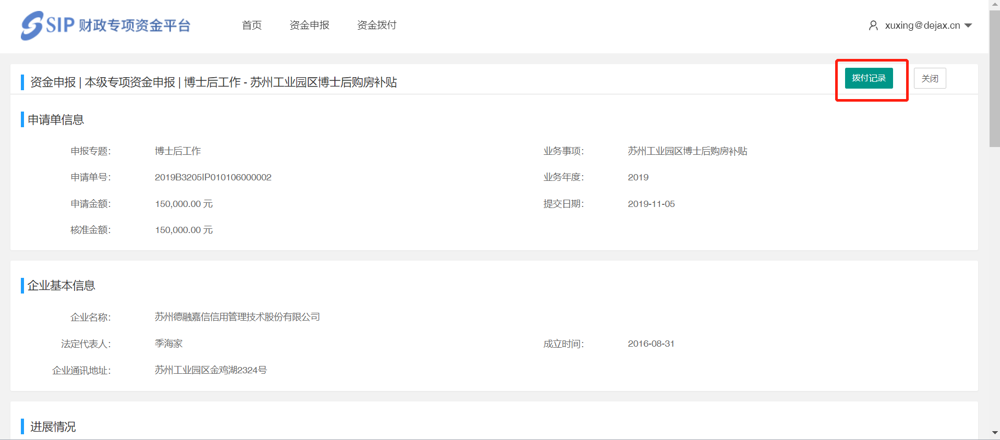 SIP 财政专项资金平台 首页 资金申报 资金拨付 xuxing@dejax.cn
资金申报 | 本级专项资金申报 | 博士后工作 - 苏州工业园区博士后购房补贴 拨付记录 关闭
申请单信息
申报专题： 博士后工作 业务事项： 苏州工业园区博士后购房补贴
申请单号： 2019B3205IP010106000002 业务年度： 2019
申请金额： 150,000.00 元 提交日期： 2019-11-05
核准金额： 150,000.00 元
企业基本信息
企业名称： 苏州德融嘉信信用管理技术股份有限公司
法定代表人： 季海家 成立时间： 2016-08-31
企业通讯地址： 苏州工业园区金鸡湖2324号
进展情况